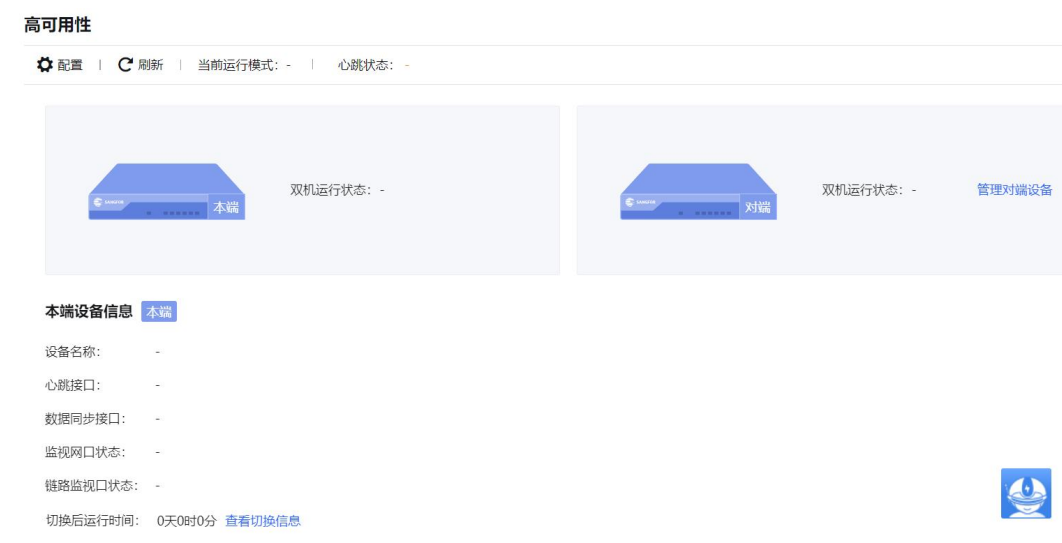 高可用性
配置 | 刷新 | 当前运行模式：- | 心跳状态：-
本端 双机运行状态：- 对端 双机运行状态：- 管理对端设备
本端设备信息 本端
设备名称： -
心跳接口： -
数据同步接口： -
监视网口状态： -
链路监视口状态： -
切换后运行时间： 0天0时0分 查看切换信息